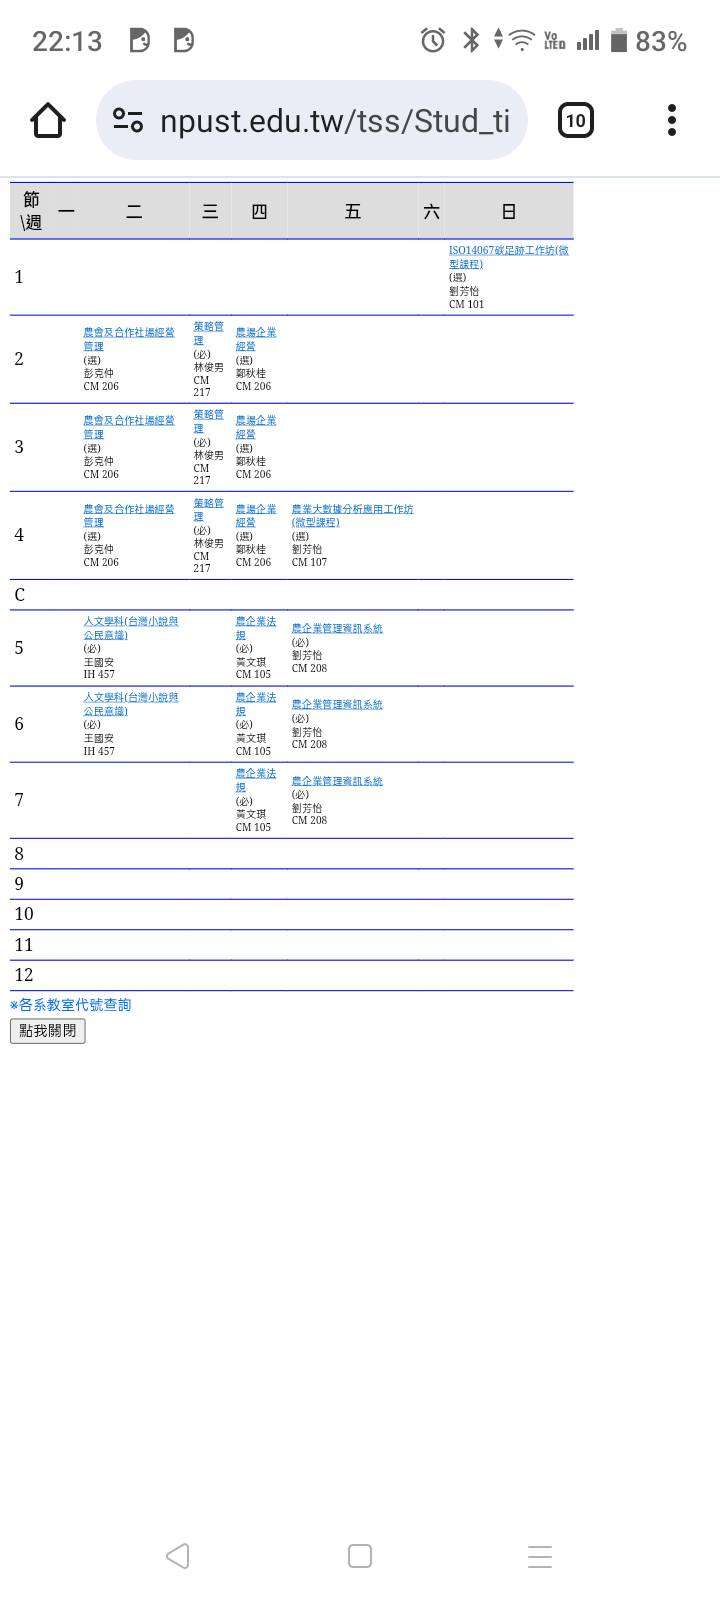 22:13
Vo
LTE D
83%
npust.edu.tw/tss/Stud_ti
10
節
\週
一
二
三
四
五
六
日
1
ISO14067碳足跡工作坊(微
型課程)
(選)
劉芳怡
CM 101
2
農會及合作社場經營
管理
(選)
彭克仲
CM 206
策略管
理
(必)
林俊男
CM
217
農場企業
經營
(選)
鄭秋桂
CM 206
3
農會及合作社場經營
管理
(選)
彭克仲
CM 206
策略管
理
(必)
林俊男
CM
217
農場企業
經營
(選)
鄭秋桂
CM 206
4
農會及合作社場經營
管理
(選)
彭克仲
CM 206
策略管
理
(必)
林俊男
CM
217
農場企業
經營
(選)
鄭秋桂
CM 206
農業大數據分析應用工作坊
(微型課程)
(選)
劉芳怡
CM 107
C
5
人文學科(台灣小說與
公民意識)
(必)
王國安
IH 457
農企業法
規
(必)
黃文琪
CM 105
農企業管理資訊系統
(必)
劉芳怡
CM 208
6
人文學科(台灣小說與
公民意識)
(必)
王國安
IH 457
農企業法
規
(必)
黃文琪
CM 105
農企業管理資訊系統
(必)
劉芳怡
CM 208
7
農企業法
規
(必)
黃文琪
CM 105
農企業管理資訊系統
(必)
劉芳怡
CM 208
8
9
10
11
12
※各系教室代號查詢
點我關閉